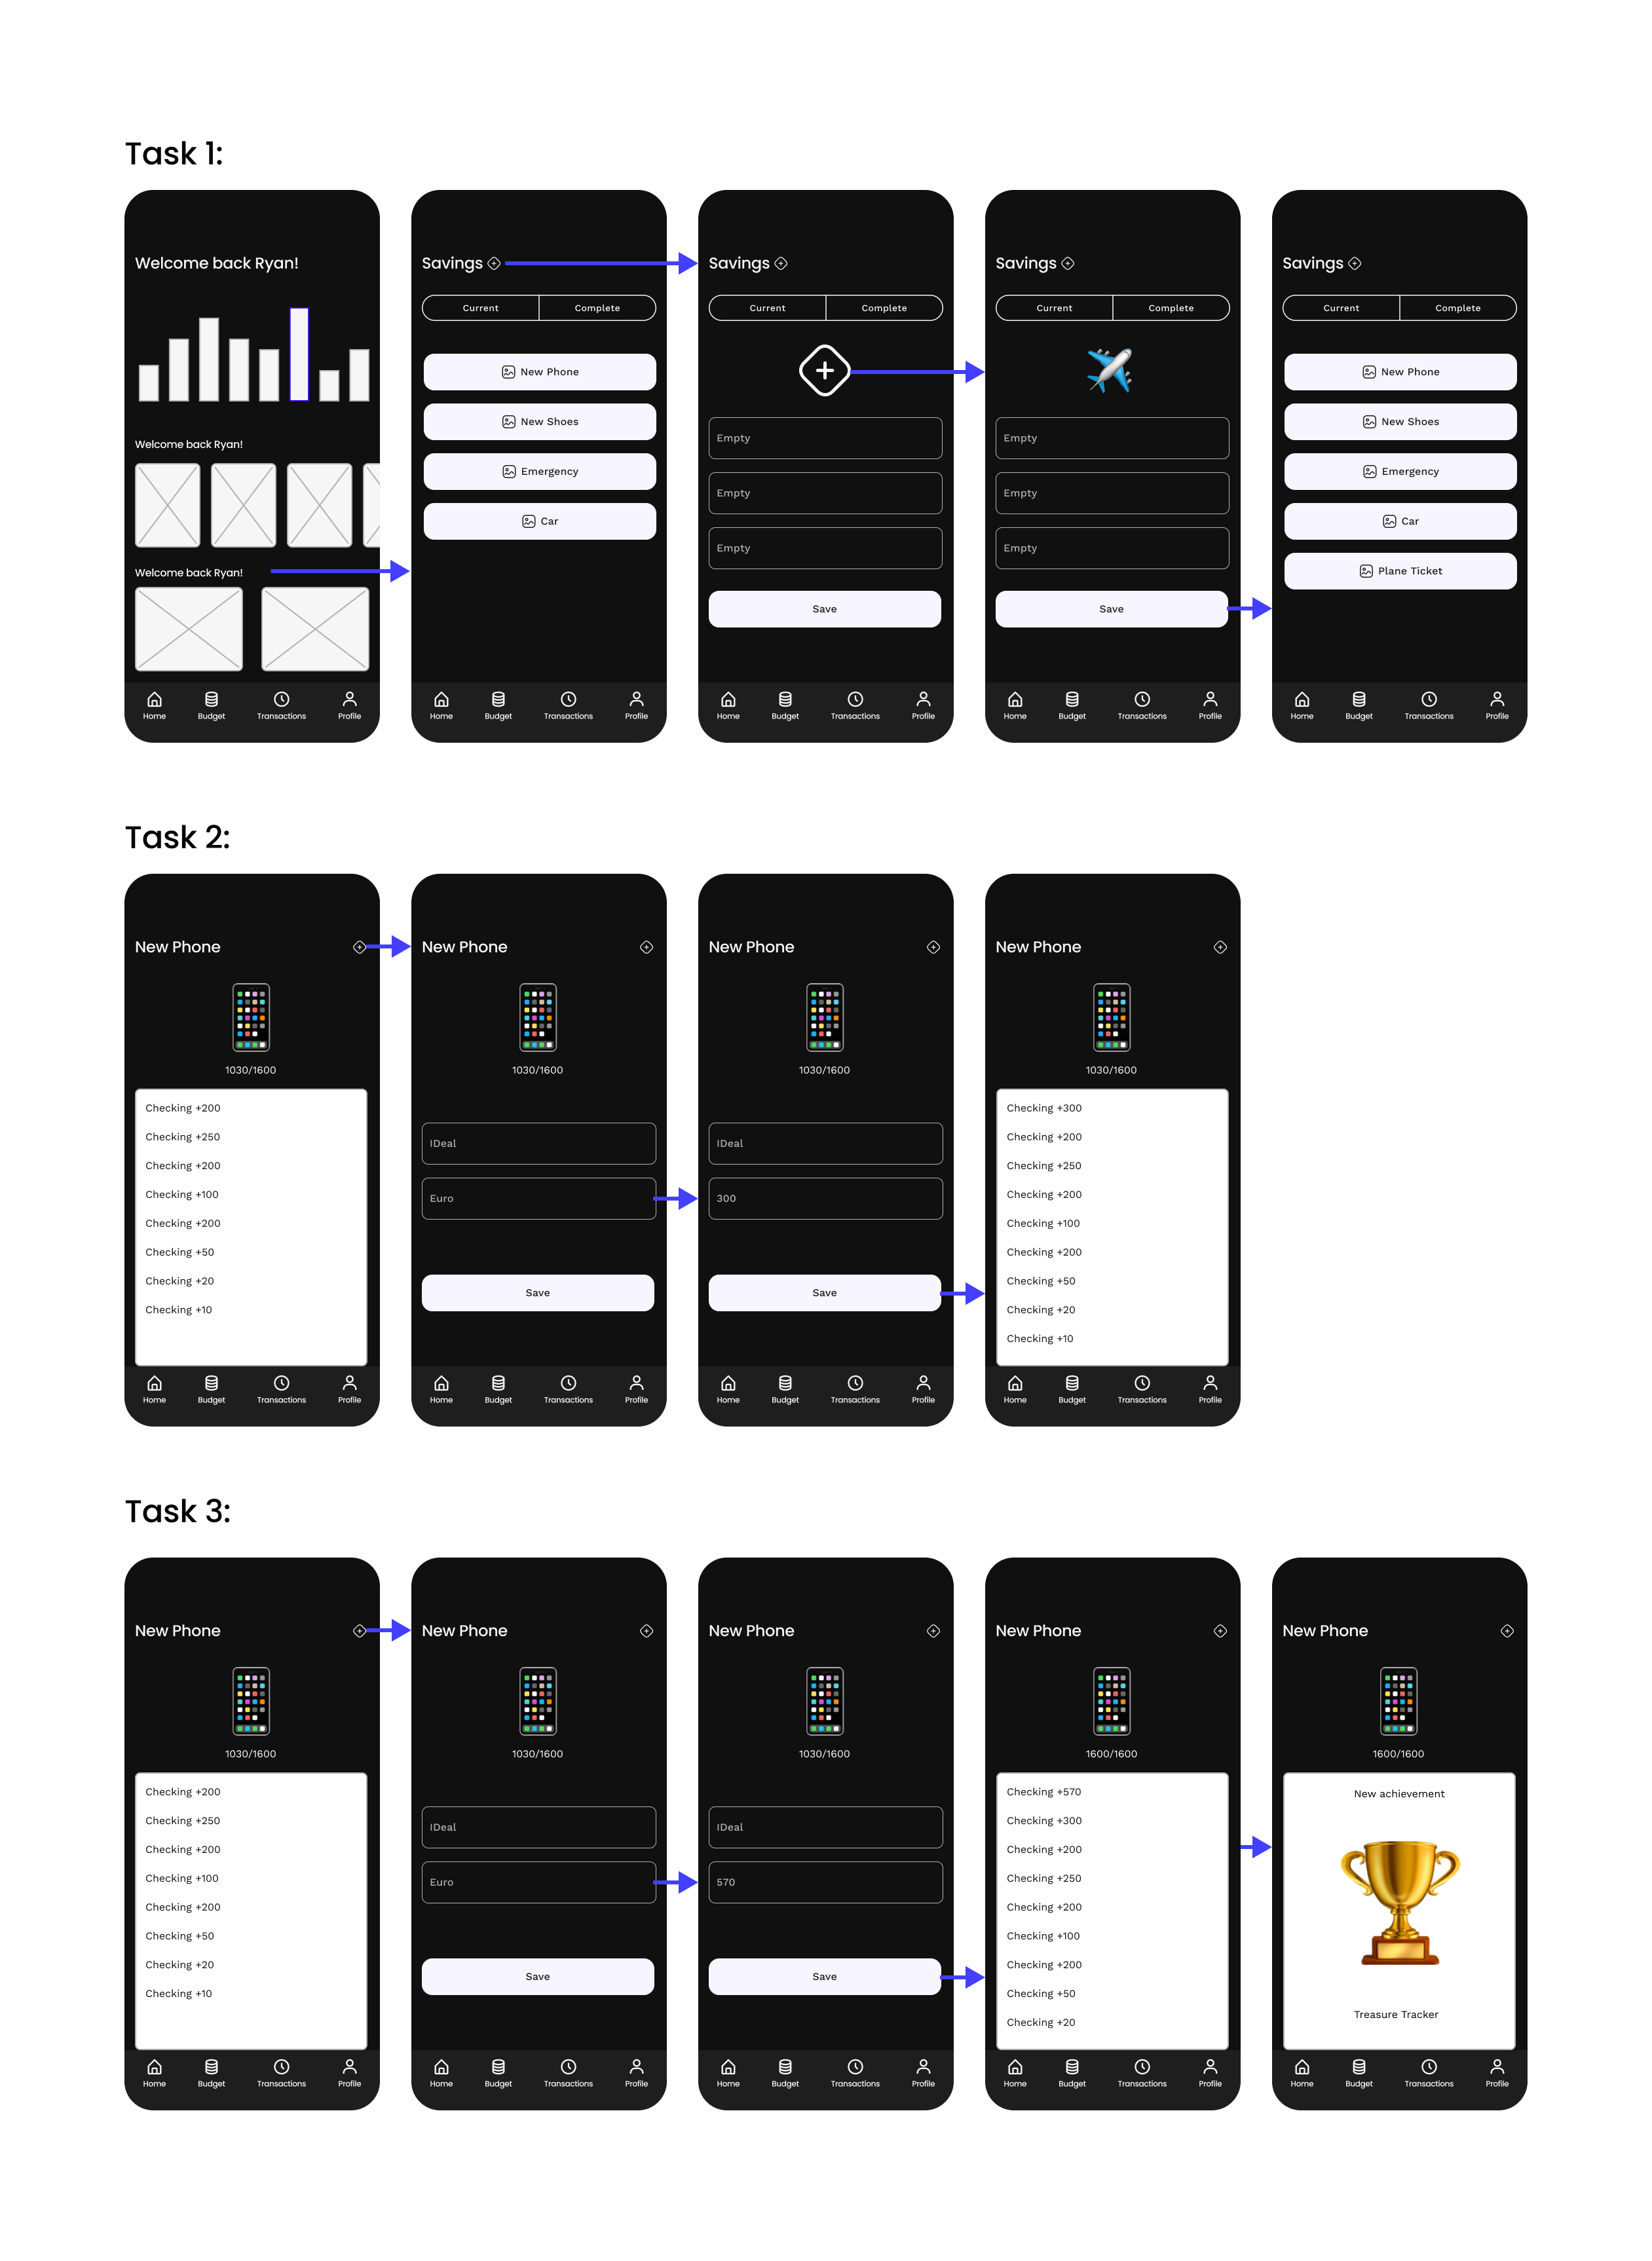 Task 1:
Welcome back Ryan!
Welcome back Ryan!
Welcome back Ryan!
Home Budget Transactions Profile
Savings
Current Complete
New Phone
New Shoes
Emergency
Car
Home Budget Transactions Profile
Savings
Current Complete
Empty
Empty
Empty
Save
Home Budget Transactions Profile
Savings
Current Complete
Empty
Empty
Empty
Save
Home Budget Transactions Profile
Savings
Current Complete
New Phone
New Shoes
Emergency
Car
Plane Ticket
Home Budget Transactions Profile
Task 2:
New Phone
1030/1600
Checking +200
Checking +250
Checking +200
Checking +100
Checking +200
Checking +50
Checking +20
Checking +10
Home Budget Transactions Profile
New Phone
1030/1600
IDeal
Euro
Save
Home Budget Transactions Profile
New Phone
1030/1600
IDeal
300
Save
Home Budget Transactions Profile
New Phone
1030/1600
Checking +300
Checking +200
Checking +250
Checking +200
Checking +100
Checking +200
Checking +50
Checking +20
Checking +10
Home Budget Transactions Profile
Task 3:
New Phone
1030/1600
Checking +200
Checking +250
Checking +200
Checking +100
Checking +200
Checking +50
Checking +20
Checking +10
Home Budget Transactions Profile
New Phone
1030/1600
IDeal
Euro
Save
Home Budget Transactions Profile
New Phone
1030/1600
IDeal
570
Save
Home Budget Transactions Profile
New Phone
1600/1600
Checking +570
Checking +300
Checking +200
Checking +250
Checking +200
Checking +100
Checking +200
Checking +50
Checking +20
Home Budget Transactions Profile
New Phone
1600/1600
New achievement
Treasure Tracker
Home Budget Transactions Profile